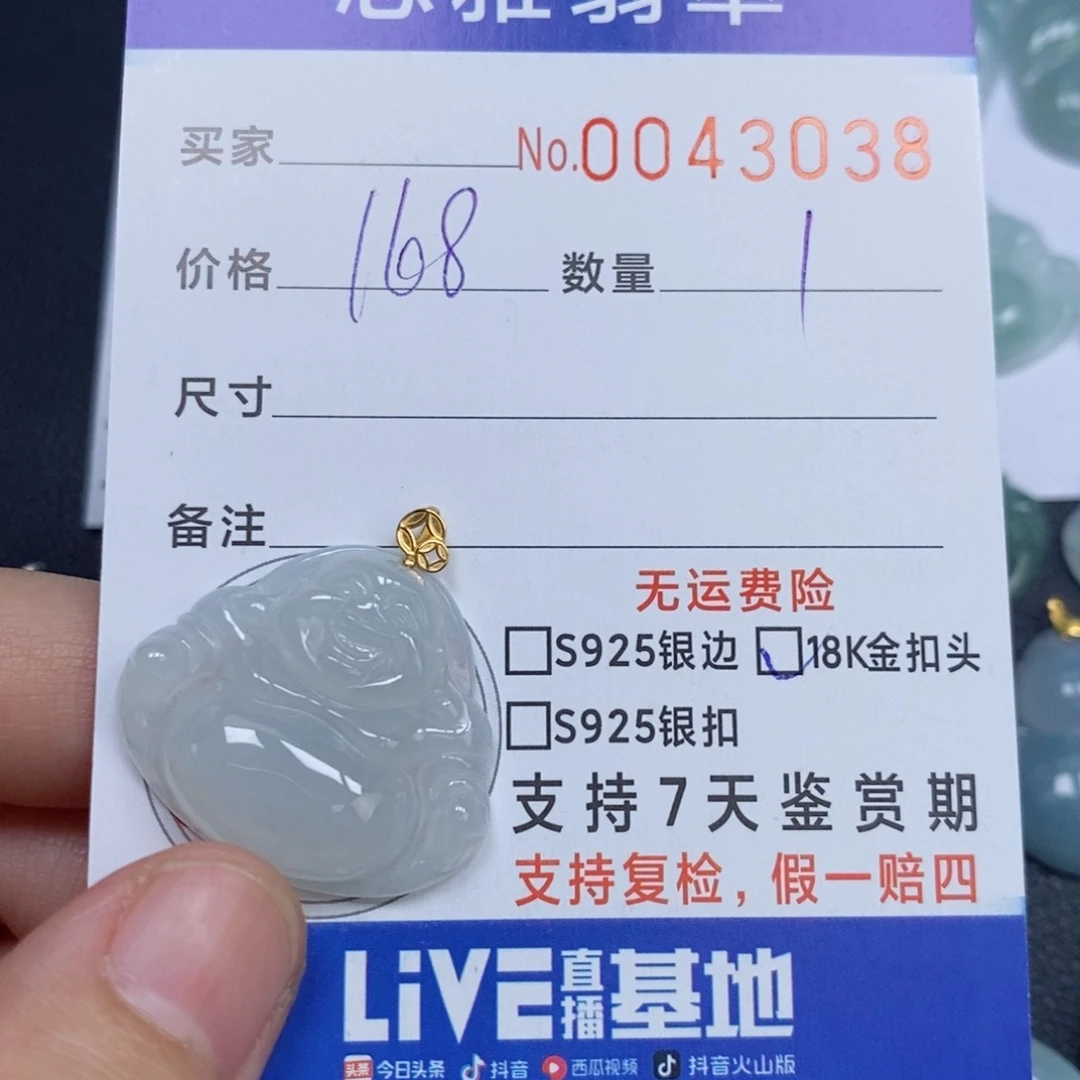 买家 No.0043038
价格 168 数量 1
尺寸
备注
无运费险
S925银边 18K金扣头
S925银扣
支持7天鉴赏期
支持复检，假一赔四
LiVE直播基地
头条 今日头条 抖音 西瓜视频 抖音火山版